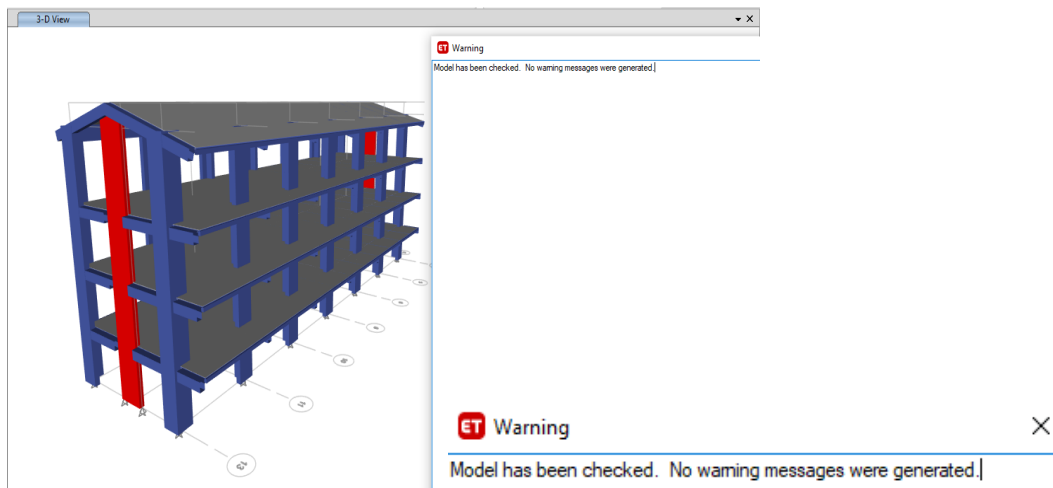 3-D View
ET Warning
Model has been checked. No warning messages were generated.
ET Warning
Model has been checked. No warning messages were generated.